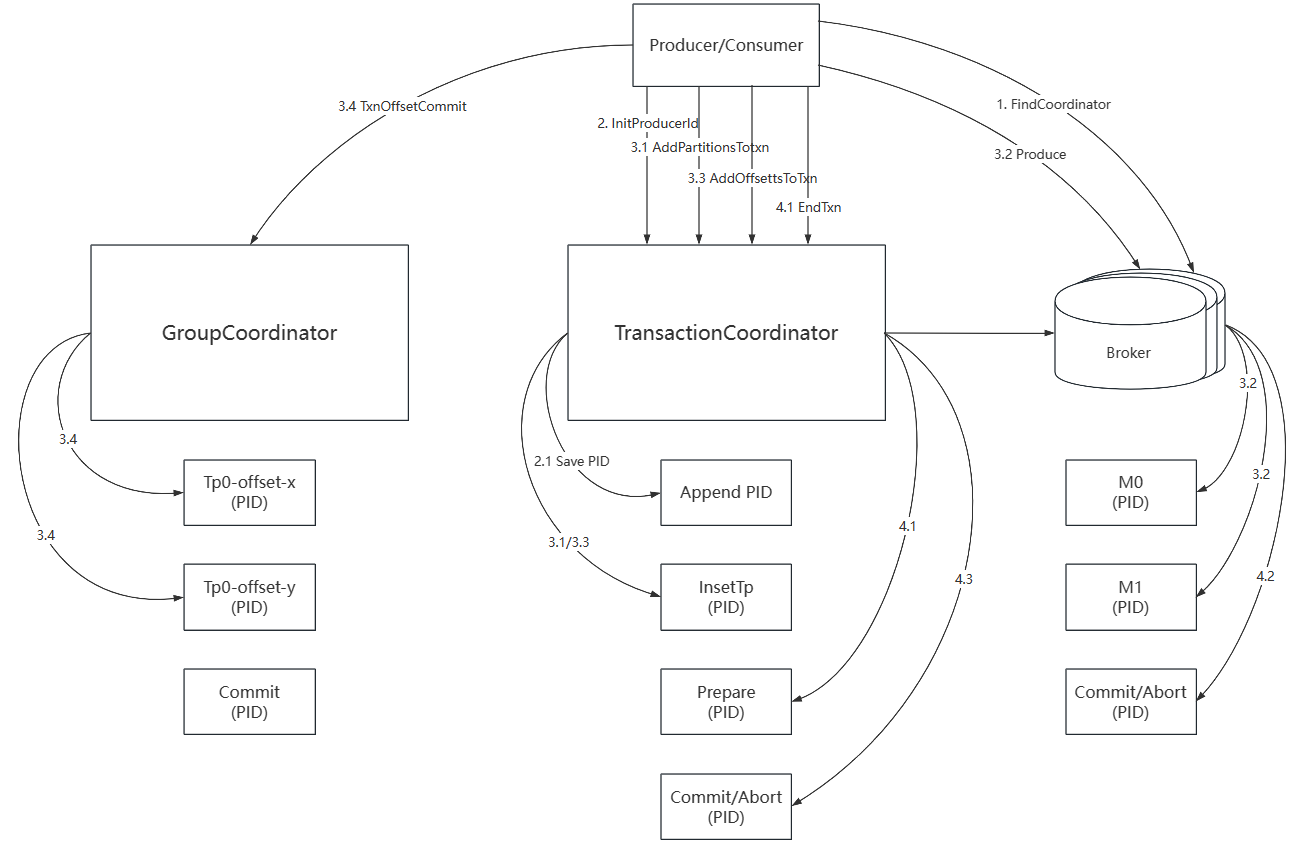 Producer/Consumer
3.4 TxnOffsetCommit
1. FindCoordinator
2. InitProducerId
3.1 AddPartitionsTotxn
3.2 Produce
3.3 AddOffsettsToTxn
4.1 EndTxn
GroupCoordinator
TransactionCoordinator
Broker
3.4
3.4
2.1 Save PID
3.1/3.3
4.1
4.3
3.2
3.2
4.2
Tp0-offset-x
(PID)
Tp0-offset-y
(PID)
Commit
(PID)
Append PID
InsetTp
(PID)
Prepare
(PID)
Commit/Abort
(PID)
M0
(PID)
M1
(PID)
Commit/Abort
(PID)